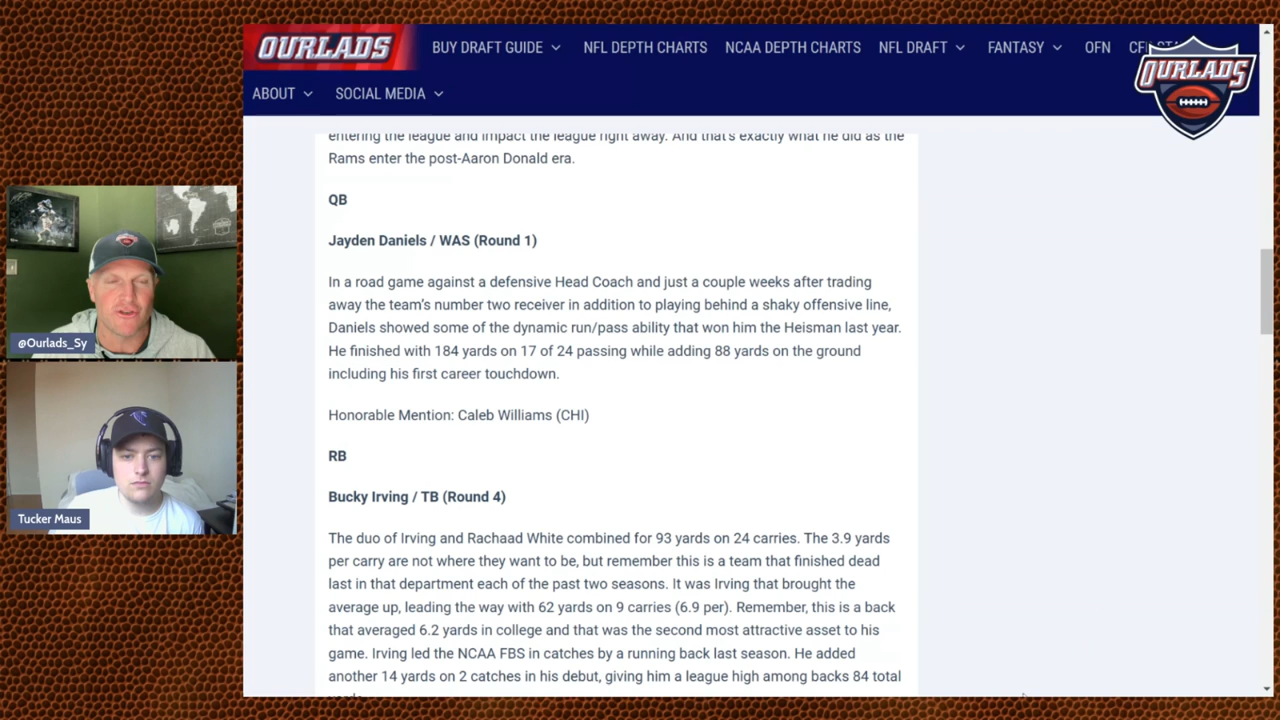 OURLADS
BUY DRAFT GUIDE
NFL DEPTH CHARTS
NCAA DEPTH CHARTS
NFL DRAFT
FANTASY
OFN
OURLADS
ABOUT
SOCIAL MEDIA
entering the league and impact the league right away. And that's exactly what he did as the
Rams enter the post-Aaron Donald era.
QB
Jayden Daniels / WAS (Round 1)
In a road game against a defensive Head Coach and just a couple weeks after trading
away the team's number two receiver in addition to playing behind a shaky offensive line,
Daniels showed some of the dynamic run/pass ability that won him the Heisman last year.
He finished with 184 yards on 17 of 24 passing while adding 88 yards on the ground
including his first career touchdown.
Honorable Mention: Caleb Williams (CHI)
RB
Bucky Irving / TB (Round 4)
The duo of Irving and Rachaad White combined for 93 yards on 24 carries. The 3.9 yards
per carry are not where they want to be, but remember this is a team that finished dead
last in that department each of the past two seasons. It was Irving that brought the
average up, leading the way with 62 yards on 9 carries (6.9 per). Remember, this is a back
that averaged 6.2 yards in college and that was the second most attractive asset to his
game. Irving led the NCAA FBS in catches by a running back last season. He added
another 14 yards on 2 catches in his debut, giving him a league high among backs 84 total
@Ourlads_Sy
Tucker Maus